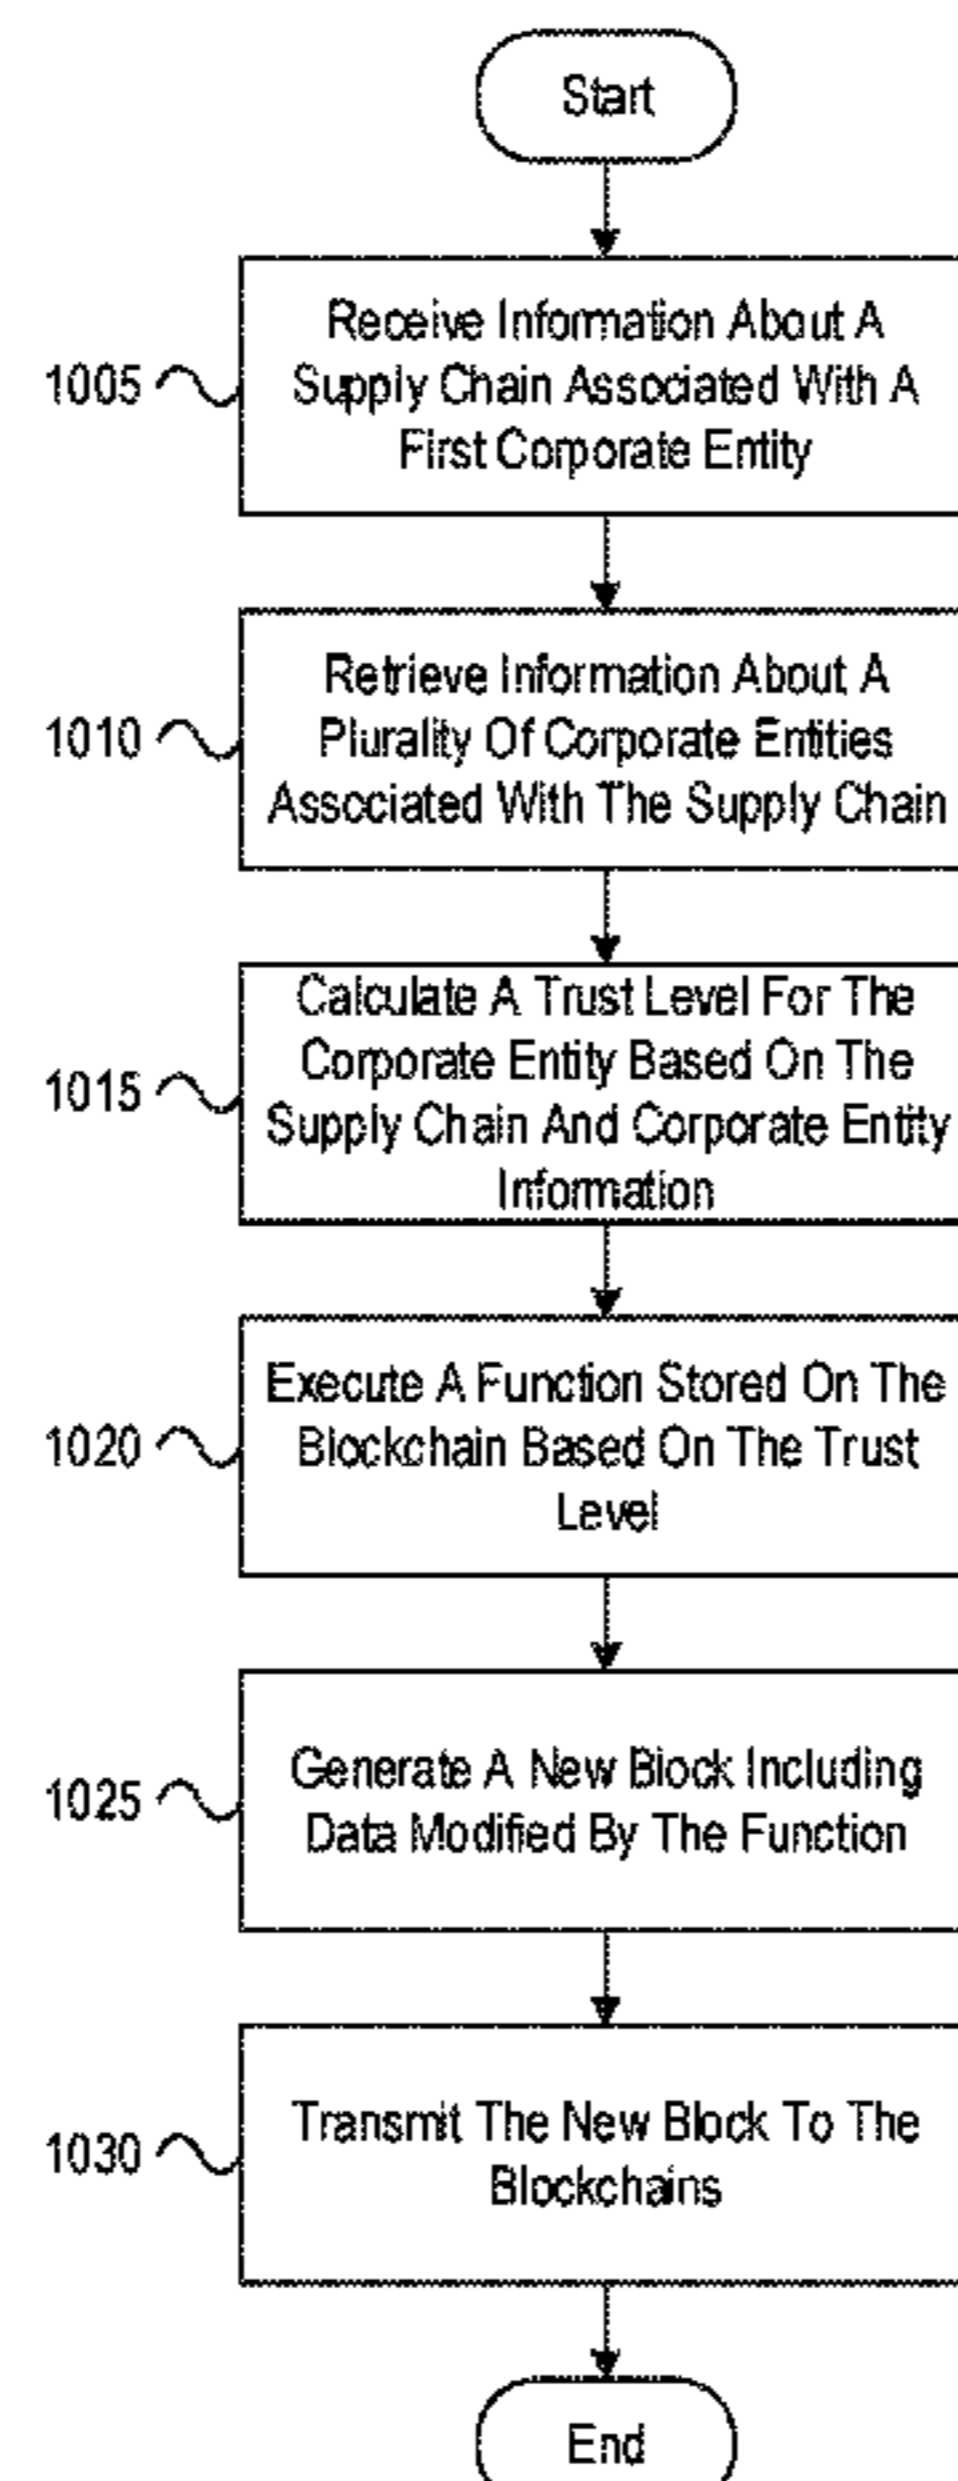 Start
Receive Information About A
1005
Supply Chain Associated With A
First Corporate Entity
Retrieve Information About A
1010
Plurality Of Corporate Entities
Associated With The Supply Chain
Calculate A Trust Level For The
Corporate Entity Based On The
1015
Supply Chain And Corporate Entity
Information
Execute A Function Stored On The
1020
Blockchain Based On The Trust
Level
Generate A New Block Including
1025
Data Modified By The Function
Transmit The New Block To The
1030
Blockchains
End